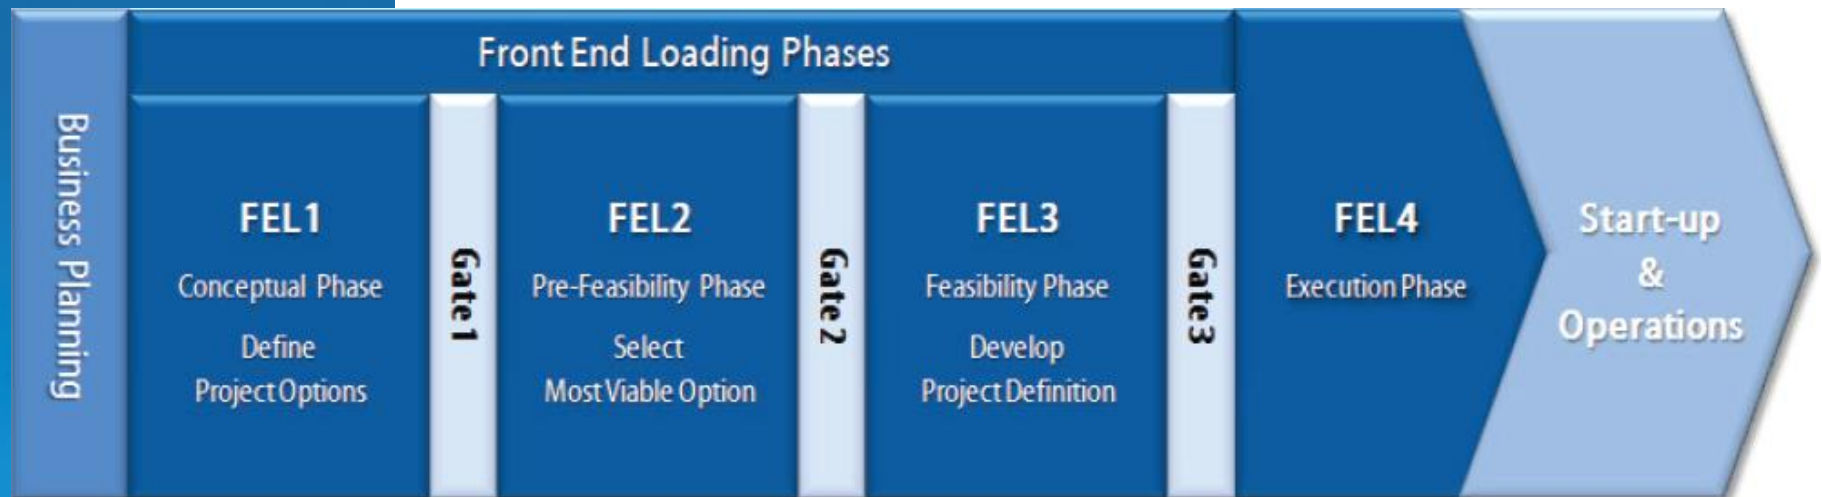 Business Planning
Front End Loading Phases
FEL1
Conceptual Phase
Define
Project Options
Gate 1
FEL2
Pre-Feasibility Phase
Select
Most Viable Option
Gate 2
FEL3
Feasibility Phase
Develop
Project Definition
Gate 3
FEL4
Execution Phase
Start-up
&
Operations